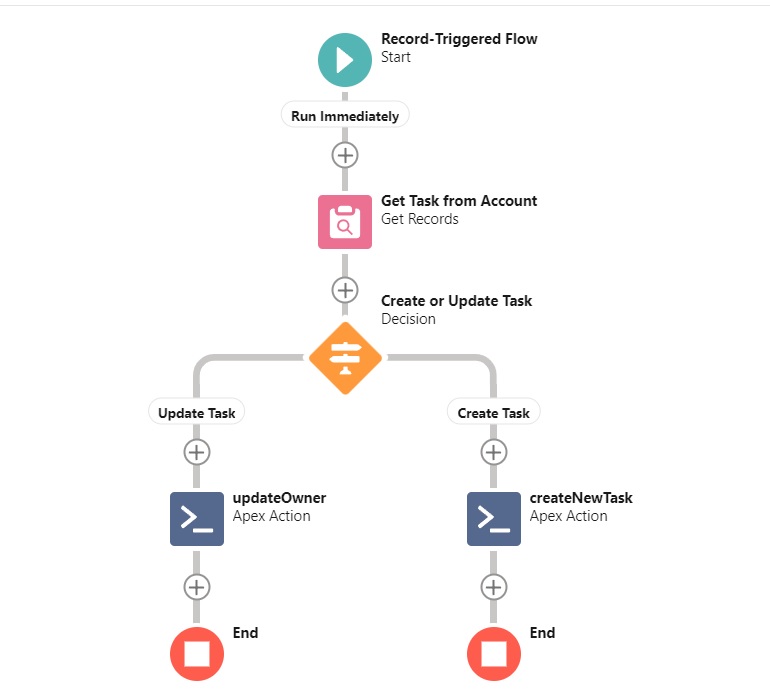 Record-Triggered Flow
Start
Run Immediately
Get Task from Account
Get Records
Create or Update Task
Decision
Update Task
Create Task
updateOwner
Apex Action
createNewTask
Apex Action
End
End